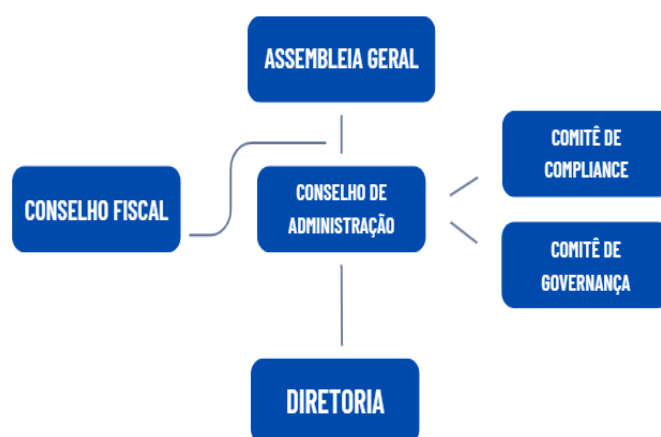 ASSEMBLEIA GERAL
CONSELHO FISCAL
CONSELHO DE
ADMINISTRAÇÃO
COMITÊ DE
COMPLIANCE
COMITÊ DE
GOVERNANÇA
DIRETORIA